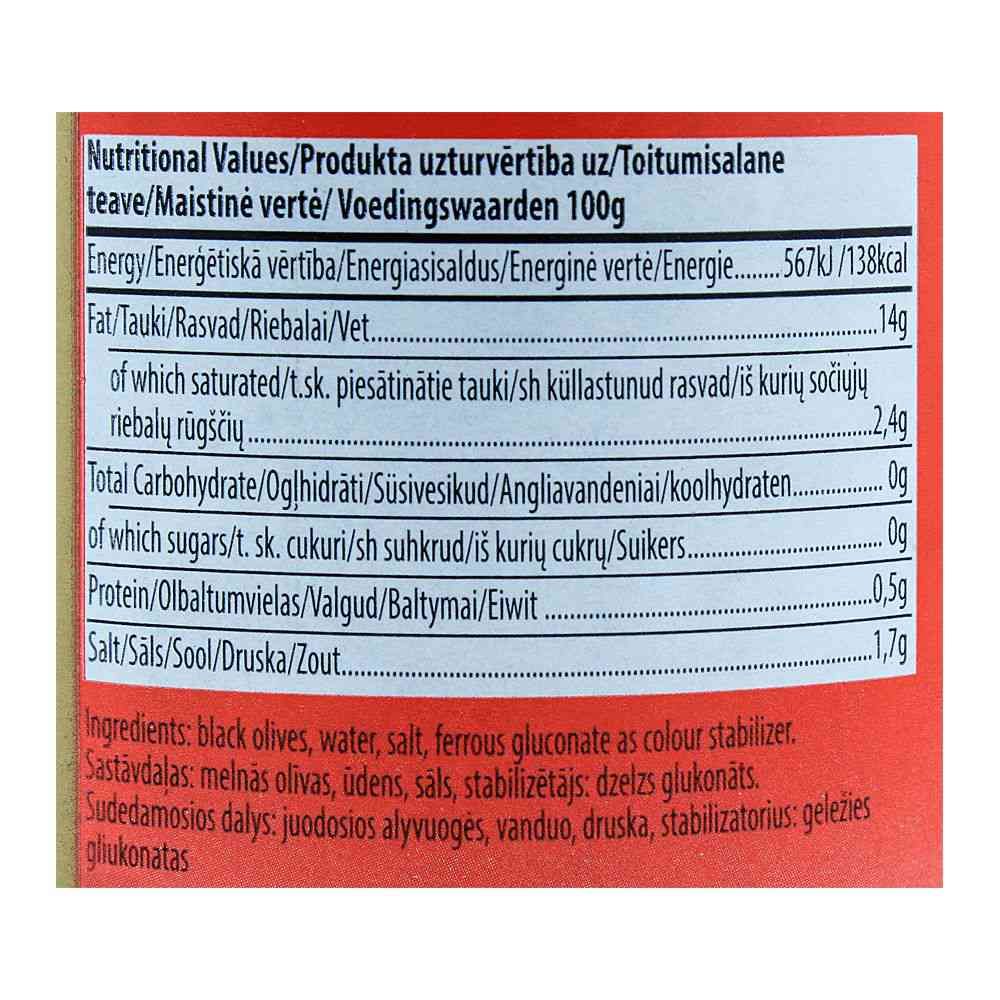 Nutritional Values/Produkta uzturvērtība uz/Toitumisalane
teave/Maistinė vertė/ Voedingswaarden 100g
Energy/Enerģētiskā vērtība/Energiasisaldus/Energinė vertė/Energie....... 567kJ /138kcal
Fat/Tauki/Rasvad/Riebalai/Vet..........14g
of which saturated/t.sk. piesātinātie tauki/sh küllastunud rasvad/iš kurių sočiųjų
riebalų rūgščių..........2,4g
Total Carbohydrate/Ogļhidrāti/Süsivesikud/Angliavandeniai/koolhydraten.......... 0g
of which sugars/t. sk. cukuri/sh suhkrud/iš kurių cukrų/Suikers.......... 0g
Protein/Olbaltumvielas/Valgud/Baltymai/Eiwit ..........0,5g
Salt/Sāls/Sool/Druska/Zout..........1,7g
Ingredients: black olives, water, salt, ferrous gluconate as colour stabilizer.
Sastāvdaļas: melnās olīvas, ūdens, sāls, stabilizētājs: dzelzs glukonāts.
Sudedamosios dalys: juodosios alyvuogės, vanduo, druska, stabilizatorius: geležies
gliukonatas